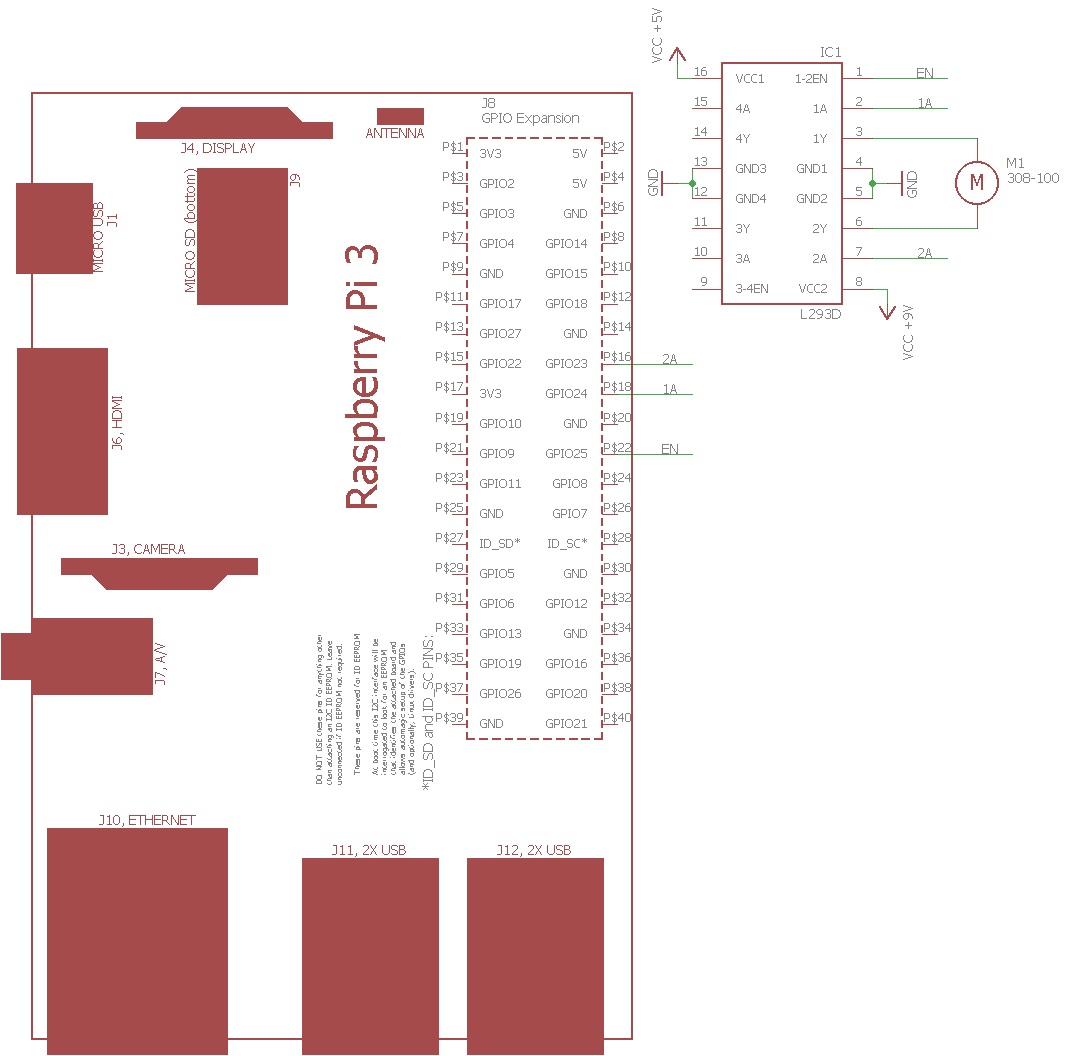 J4, DISPLAY
ANTENNA
J9
MICRO SD (bottom)
MICRO USB
J1
J6, HDMI
Raspberry Pi 3
J3, CAMERA
J7, A/V
J10, ETHERNET
J11, 2X USB
J12, 2X USB
J8
GPIO Expansion
P$1 3V3 5V P$2
P$3 GPIO2 5V P$4
P$5 GPIO3 GND P$6
P$7 GPIO4 GPIO14 P$8
P$9 GND GPIO15 P$10
P$11 GPIO17 GPIO18 P$12
P$13 GPIO27 GND P$14
P$15 GPIO22 GPIO23 P$16 2A
P$17 3V3 GPIO24 P$18 1A
P$19 GPIO10 GND P$20
P$21 GPIO9 GPIO25 P$22 EN
P$23 GPIO11 GPIO8 P$24
P$25 GND GPIO7 P$26
P$27 ID_SD* ID_SC* P$28
P$29 GPIO5 GND P$30
P$31 GPIO6 GPIO12 P$32
P$33 GPIO13 GND P$34
P$35 GPIO19 GPIO16 P$36
P$37 GPIO26 GPIO20 P$38
P$39 GND GPIO21 P$40
*ID_SD and ID_SC PINS:
DO NOT USE these pins for anything other
than attaching an I2C ID EEPROM. Leave
unconnected if ID EEPROM not required.
These pins are reserved for ID EEPROM
At boot time this I2C interface will be
interrogated to look for an EEPROM
that identifies the attached board and
allows automagic setup of the GPIOs
(and optionally, Linux drivers).
VCC +5V
IC1
16 VCC1 1-2EN 1 EN
15 4A 1A 2 1A
14 4Y 1Y 3
13 GND3 GND1 4
GND
GND
12 GND4 GND2 5
11 3Y 2Y 6
10 3A 2A 7 2A
9 3-4EN VCC2 8
L293D
VCC +9V
M
M1
308-100